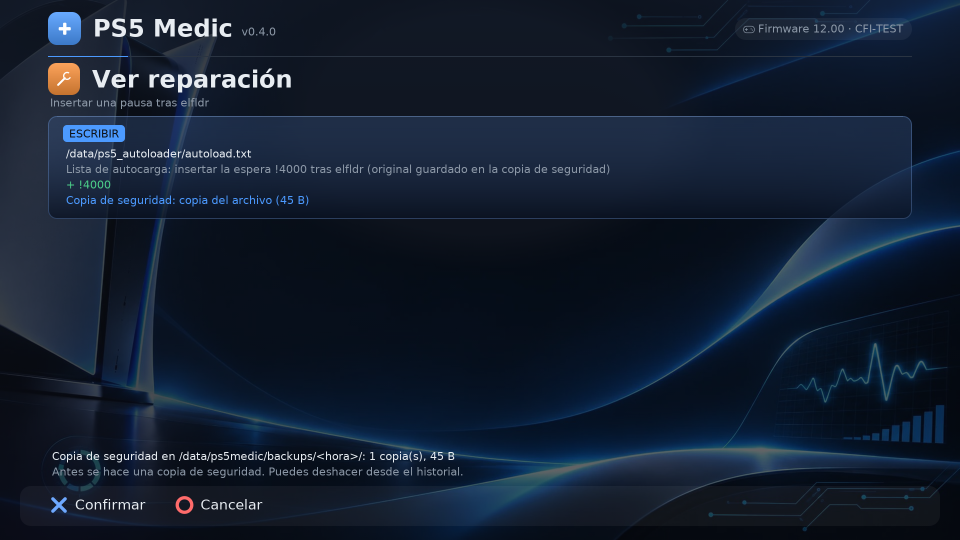 PS5 Medic v0.4.0
Firmware 12.00 · CFI-TEST
Ver reparación
Insertar una pausa tras elfldr
ESCRIBIR
/data/ps5_autoloader/autoload.txt
Lista de autocarga: insertar la espera !4000 tras elfldr (original guardado en la copia de seguridad)
+ !4000
Copia de seguridad: copia del archivo (45 B)
Copia de seguridad en /data/ps5medic/backups/<hora>/: 1 copia(s), 45 B
Antes se hace una copia de seguridad. Puedes deshacer desde el historial.
Confirmar
Cancelar